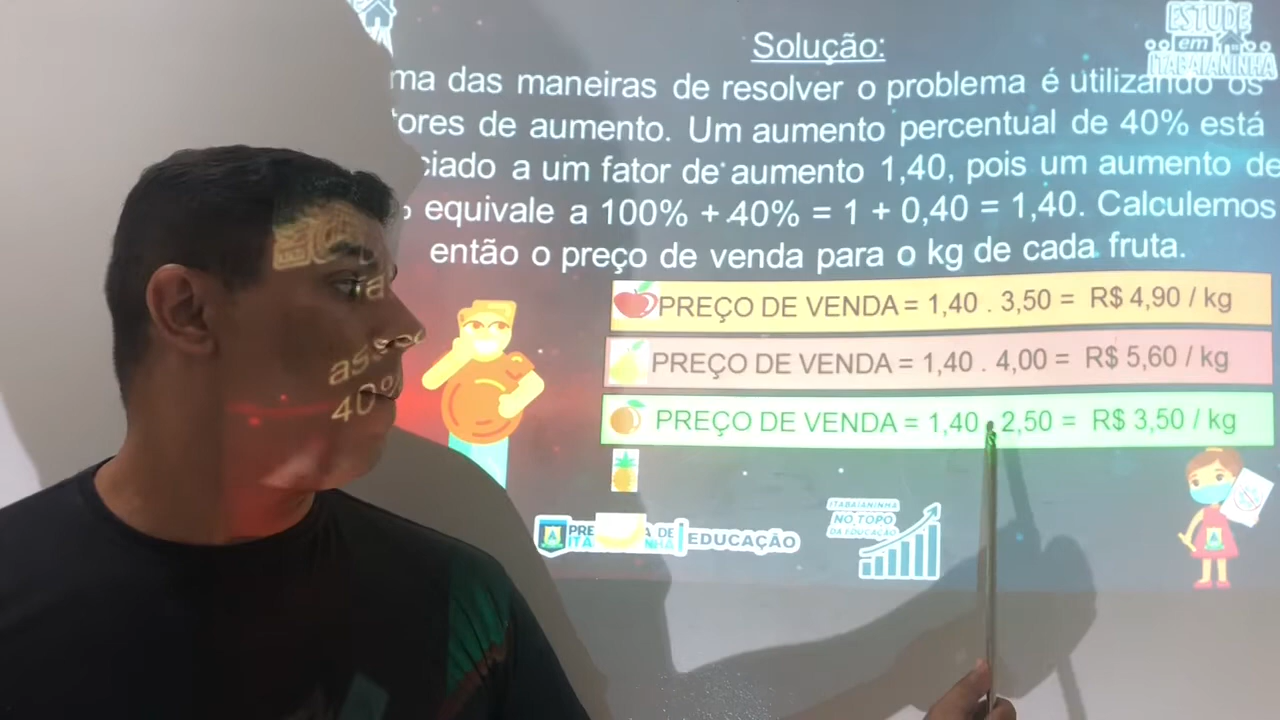 ESTUDE
em
ITABAIANINHA
Solução:
ma das maneiras de resolver o problema é utilizando os
tores de aumento. Um aumento percentual de 40% está
ciado a um fator de aumento 1,40, pois um aumento de
equivale a 100% + 40% = 1 + 0,40 = 1,40. Calculemos
então o preço de venda para o kg de cada fruta.
PREÇO DE VENDA = 1,40 . 3,50 = R$ 4,90 / kg
PREÇO DE VENDA = 1,40 . 4,00 = R$ 5,60 / kg
PREÇO DE VENDA = 1,40 . 2,50 = R$ 3,50 / kg
40%
ITABAIANINHA
NO TOPO
DA EDUCAÇÃO
EDUCAÇÃO